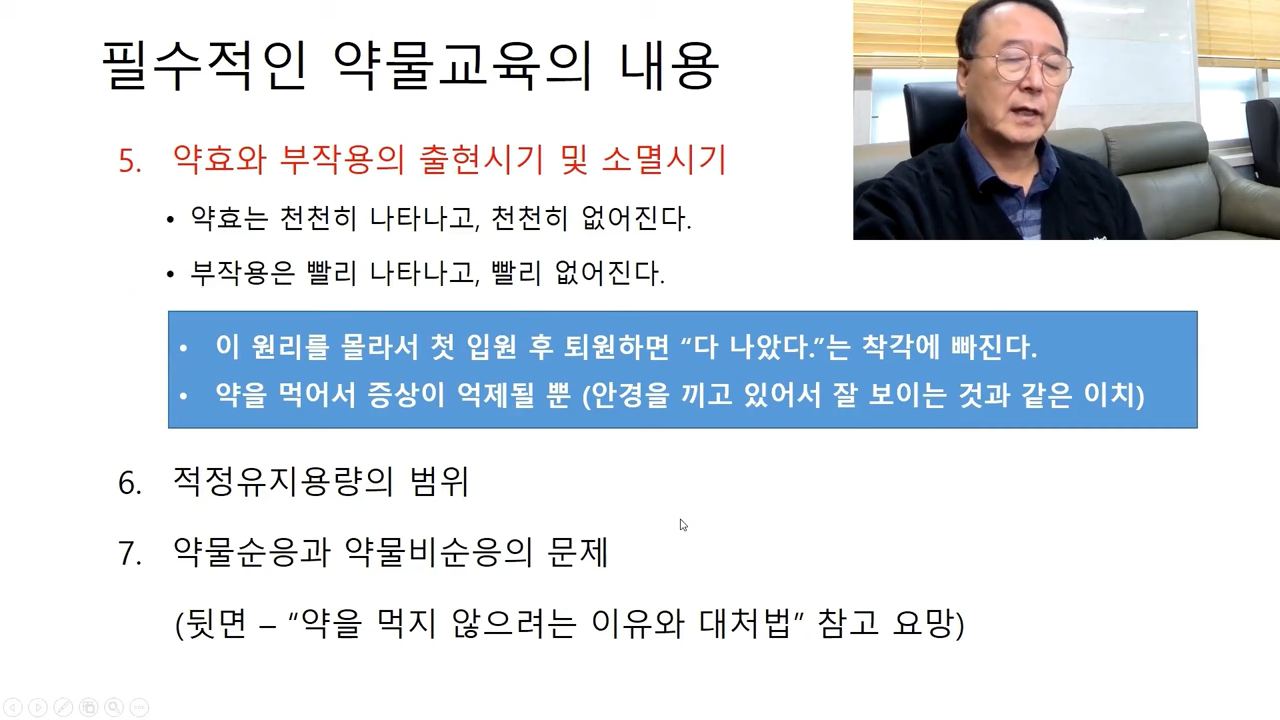 필수적인 약물교육의 내용
5. 약효와 부작용의 출현시기 및 소멸시기
• 약효는 천천히 나타나고, 천천히 없어진다.
• 부작용은 빨리 나타나고, 빨리 없어진다.
• 이 원리를 몰라서 첫 입원 후 퇴원하면 “다 나았다.”는 착각에 빠진다.
• 약을 먹어서 증상이 억제될 뿐 (안경을 끼고 있어서 잘 보이는 것과 같은 이치)
6. 적정유지용량의 범위
7. 약물순응과 약물비순응의 문제
(뒷면 – “약을 먹지 않으려는 이유와 대처법” 참고 요망)